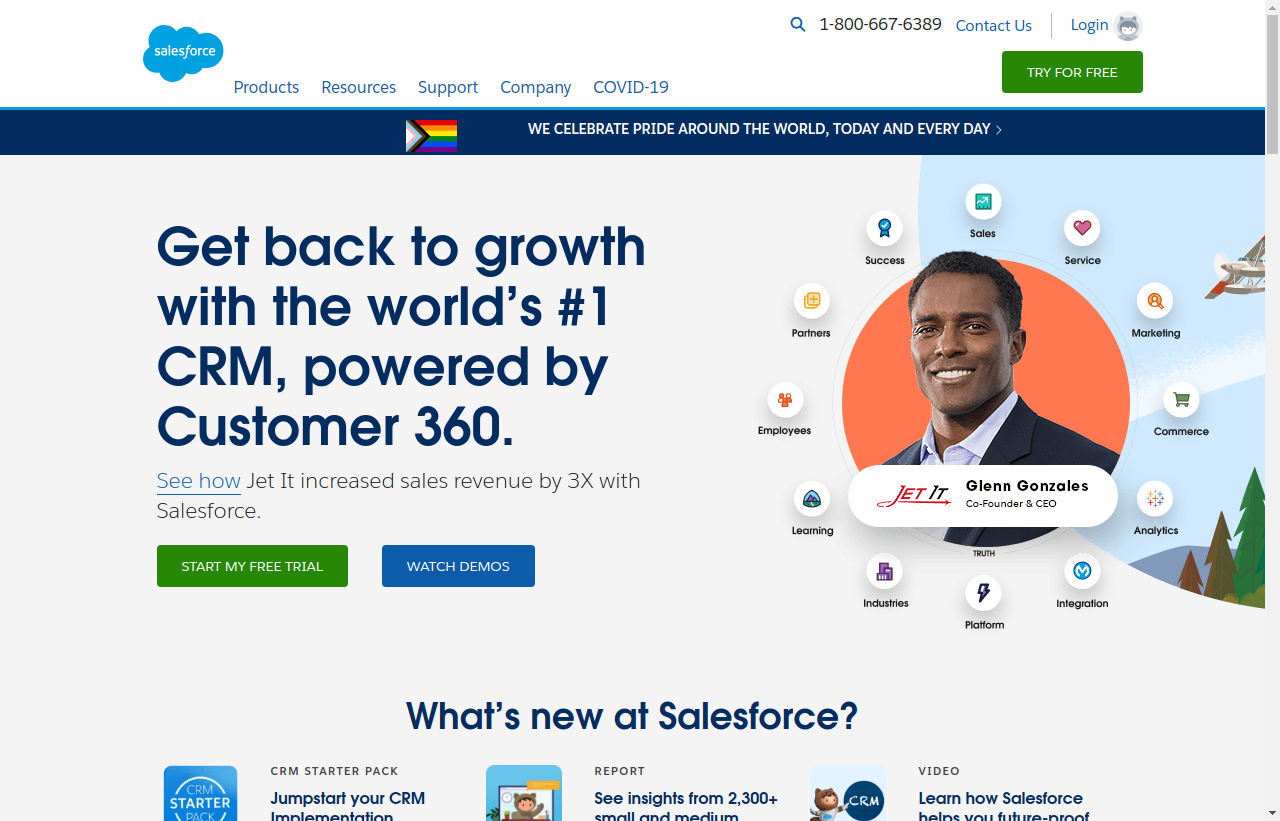 salesforce
1-800-667-6389 Contact Us Login
TRY FOR FREE
Products Resources Support Company COVID-19
WE CELEBRATE PRIDE AROUND THE WORLD, TODAY AND EVERY DAY
Get back to growth
with the world’s #1
CRM, powered by
Customer 360.
See how Jet It increased sales revenue by 3X with
Salesforce.
START MY FREE TRIAL WATCH DEMOS
Sales
Success
Service
Partners
Marketing
Employees
Commerce
JET IT
Glenn Gonzales
Co-Founder & CEO
Learning
Analytics
TRUTH
Industries
Integration
Platform
What’s new at Salesforce?
CRM
STARTER
PACK
CRM STARTER PACK
Jumpstart your CRM
Implementation
REPORT
See insights from 2,300+
small and medium
CRM
VIDEO
Learn how Salesforce
helps you future-proof